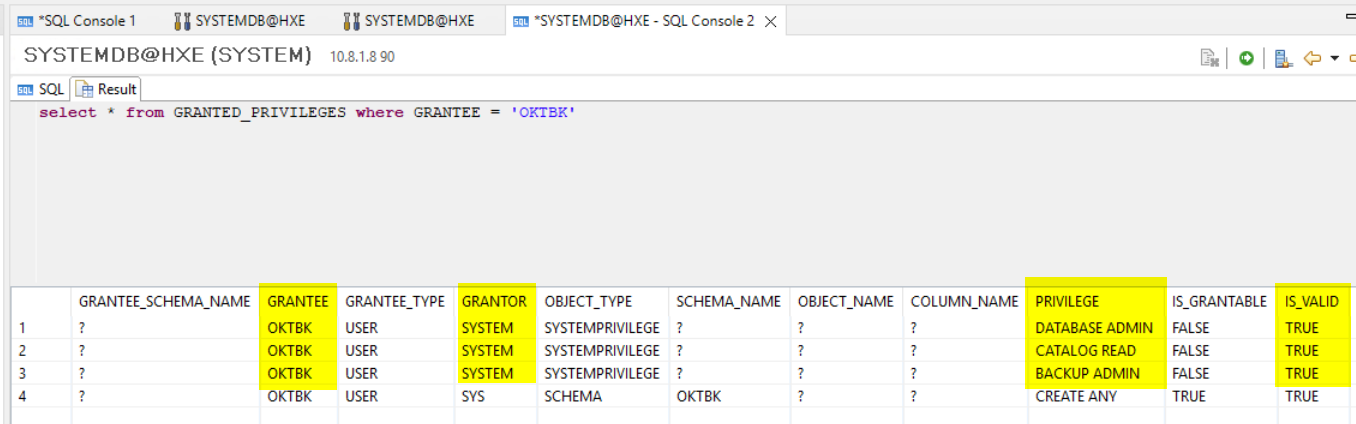 *SQL Console 1 SYSTEMDB@HXE SYSTEMDB@HXE *SYSTEMDB@HXE - SQL Console 2
SYSTEMDB@HXE (SYSTEM) 10.8.1.8 90
SQL Result
select * from GRANTED_PRIVILEGES where GRANTEE = 'OKTBK'
GRANTEE_SCHEMA_NAME GRANTEE GRANTEE_TYPE GRANTOR OBJECT_TYPE SCHEMA_NAME OBJECT_NAME COLUMN_NAME PRIVILEGE IS_GRANTABLE IS_VALID
1 ? OKTBK USER SYSTEM SYSTEMPRIVILEGE ? ? ? DATABASE ADMIN FALSE TRUE
2 ? OKTBK USER SYSTEM SYSTEMPRIVILEGE ? ? ? CATALOG READ FALSE TRUE
3 ? OKTBK USER SYSTEM SYSTEMPRIVILEGE ? ? ? BACKUP ADMIN FALSE TRUE
4 ? OKTBK USER SYS SCHEMA OKTBK ? ? CREATE ANY TRUE TRUE